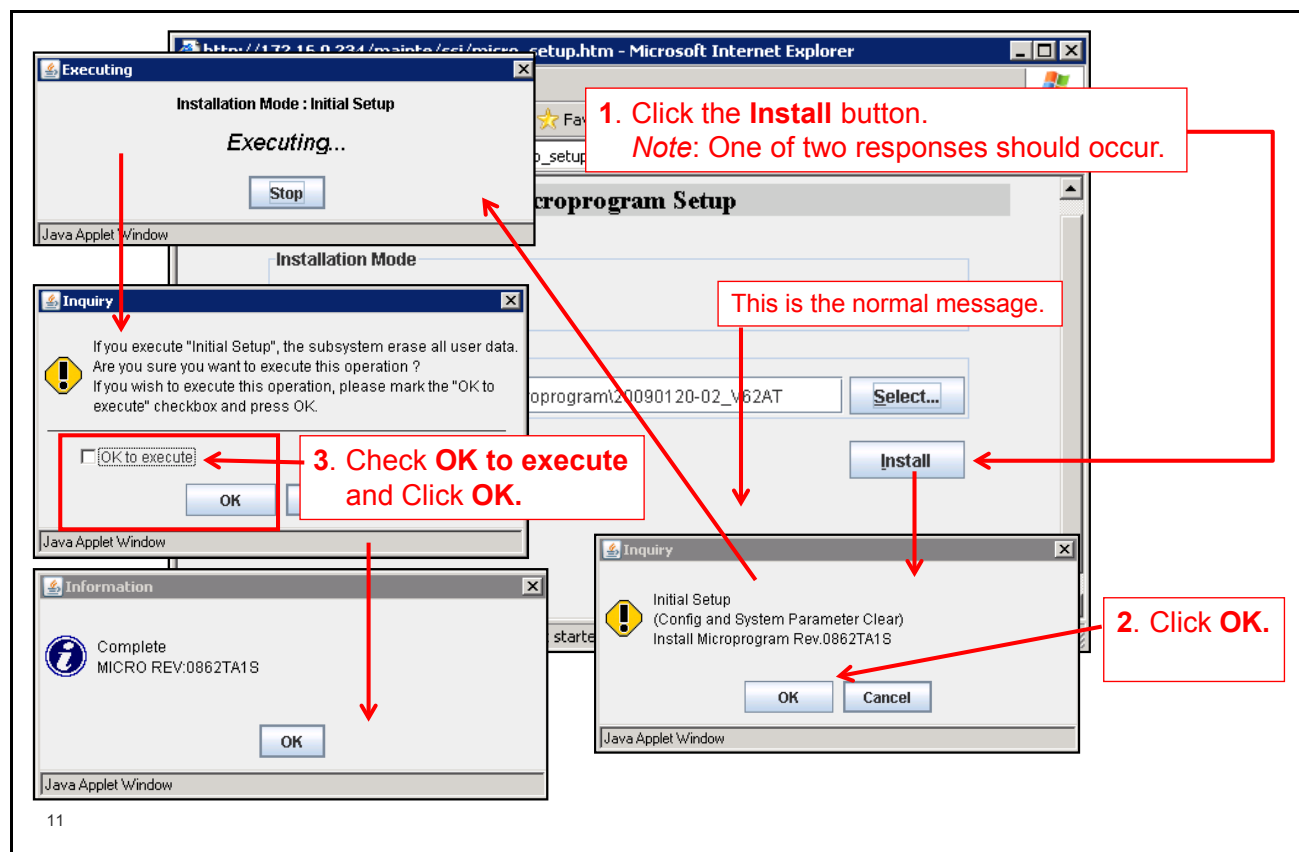 http://172.16.0.234/mainte/csi/micro_setup.htm - Microsoft Internet Explorer
Executing
Installation Mode : Initial Setup
Executing...
Stop
Java Applet Window
Fav
1. Click the Install button.
Note: One of two responses should occur.
o_setup
croprogram Setup
Installation Mode
This is the normal message.
Inquiry
If you execute "Initial Setup", the subsystem erase all user data.
Are you sure you want to execute this operation ?
If you wish to execute this operation, please mark the "OK to
execute" checkbox and press OK.
OK to execute
OK
Java Applet Window
3. Check OK to execute
and Click OK.
oprogram\20090120-02_V62AT
Select...
Install
Inquiry
Initial Setup
(Config and System Parameter Clear)
Install Microprogram Rev.0862TA1S
OK
Cancel
Java Applet Window
2. Click OK.
starte
Information
Complete
MICRO REV:0862TA1S
OK
Java Applet Window
11